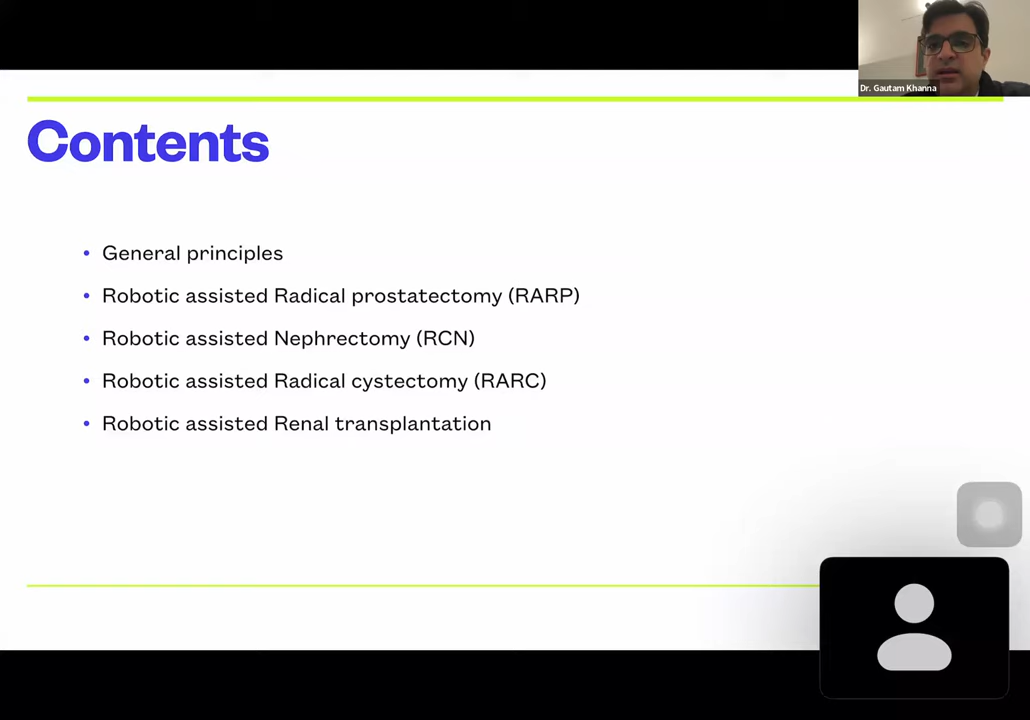 Dr. Gautam Khanna
Contents
• General principles
• Robotic assisted Radical prostatectomy (RARP)
• Robotic assisted Nephrectomy (RCN)
• Robotic assisted Radical cystectomy (RARC)
• Robotic assisted Renal transplantation